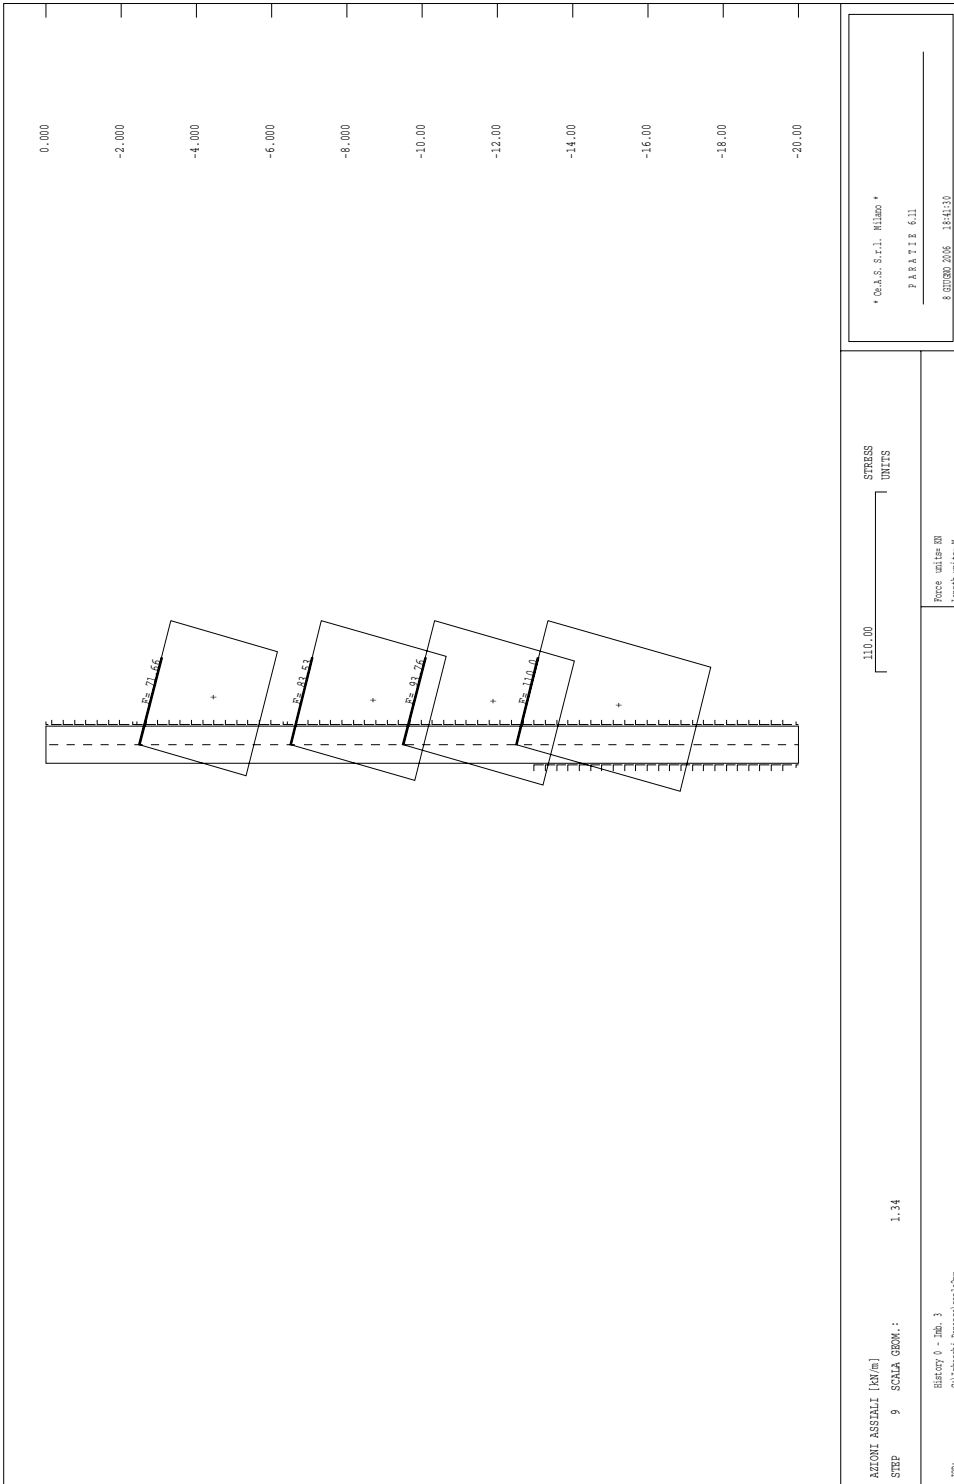 0.000
-2.000
-4.000
-6.000
-8.000
-10.00
-12.00
-14.00
-16.00
-18.00
-20.00
F= 71.66
F= 83.53
F= 93.76
F= 110.0
* Ce.A.S. S.r.l. Milano *
P A R A T I E 6.11
8 GIUGNO 2006 18:41:30
110.00
STRESS
UNITS
Force units= KN
AZIONI ASSIALI [kN/m]
STEP 9 SCALA GEOM.: 1.34
History 0 - Imb. 3